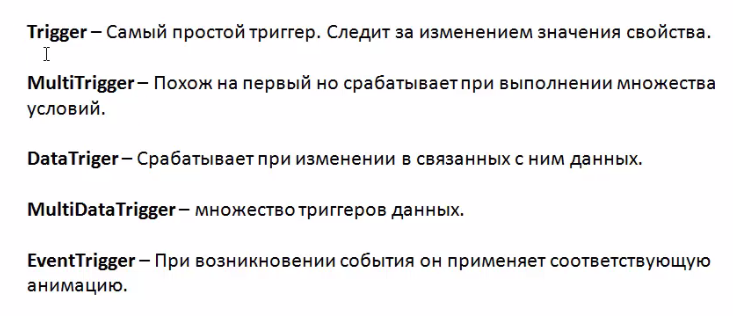 Trigger – Самый простой триггер. Следит за изменением значения свойства.
MultiTrigger – Похож на первый но срабатывает при выполнении множества
условий.
DataTriger – Срабатывает при изменении в связанных с ним данных.
MultiDataTrigger – множество триггеров данных.
EventTrigger – При возникновении события он применяет соответствующую
анимацию.